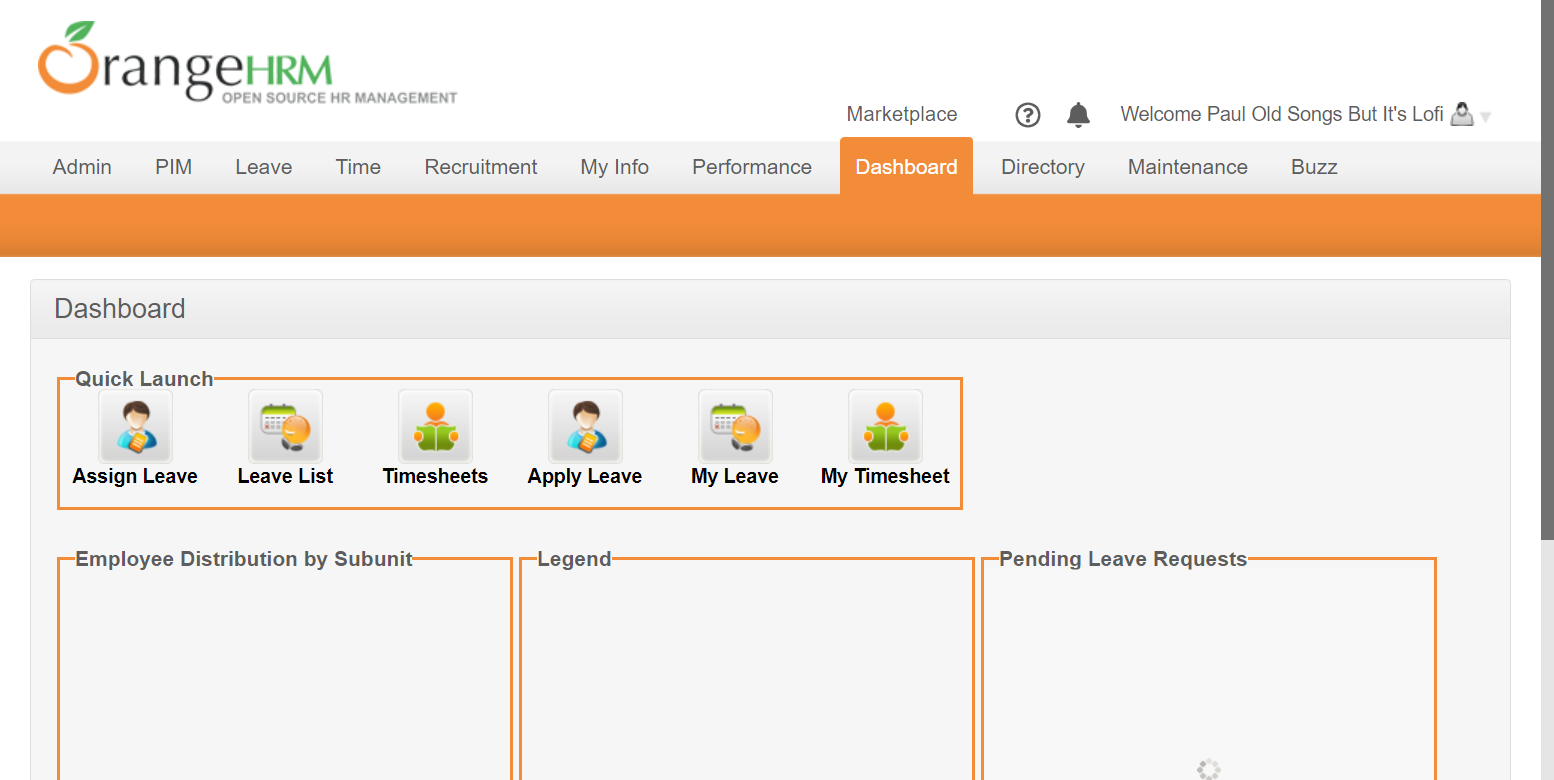 OrangeHRM
OPEN SOURCE HR MANAGEMENT
Marketplace ? Welcome Paul Old Songs But It's Lofi
Admin PIM Leave Time Recruitment My Info Performance Dashboard Directory Maintenance Buzz
Dashboard
Quick Launch
Assign Leave Leave List Timesheets Apply Leave My Leave My Timesheet
Employee Distribution by Subunit Legend Pending Leave Requests